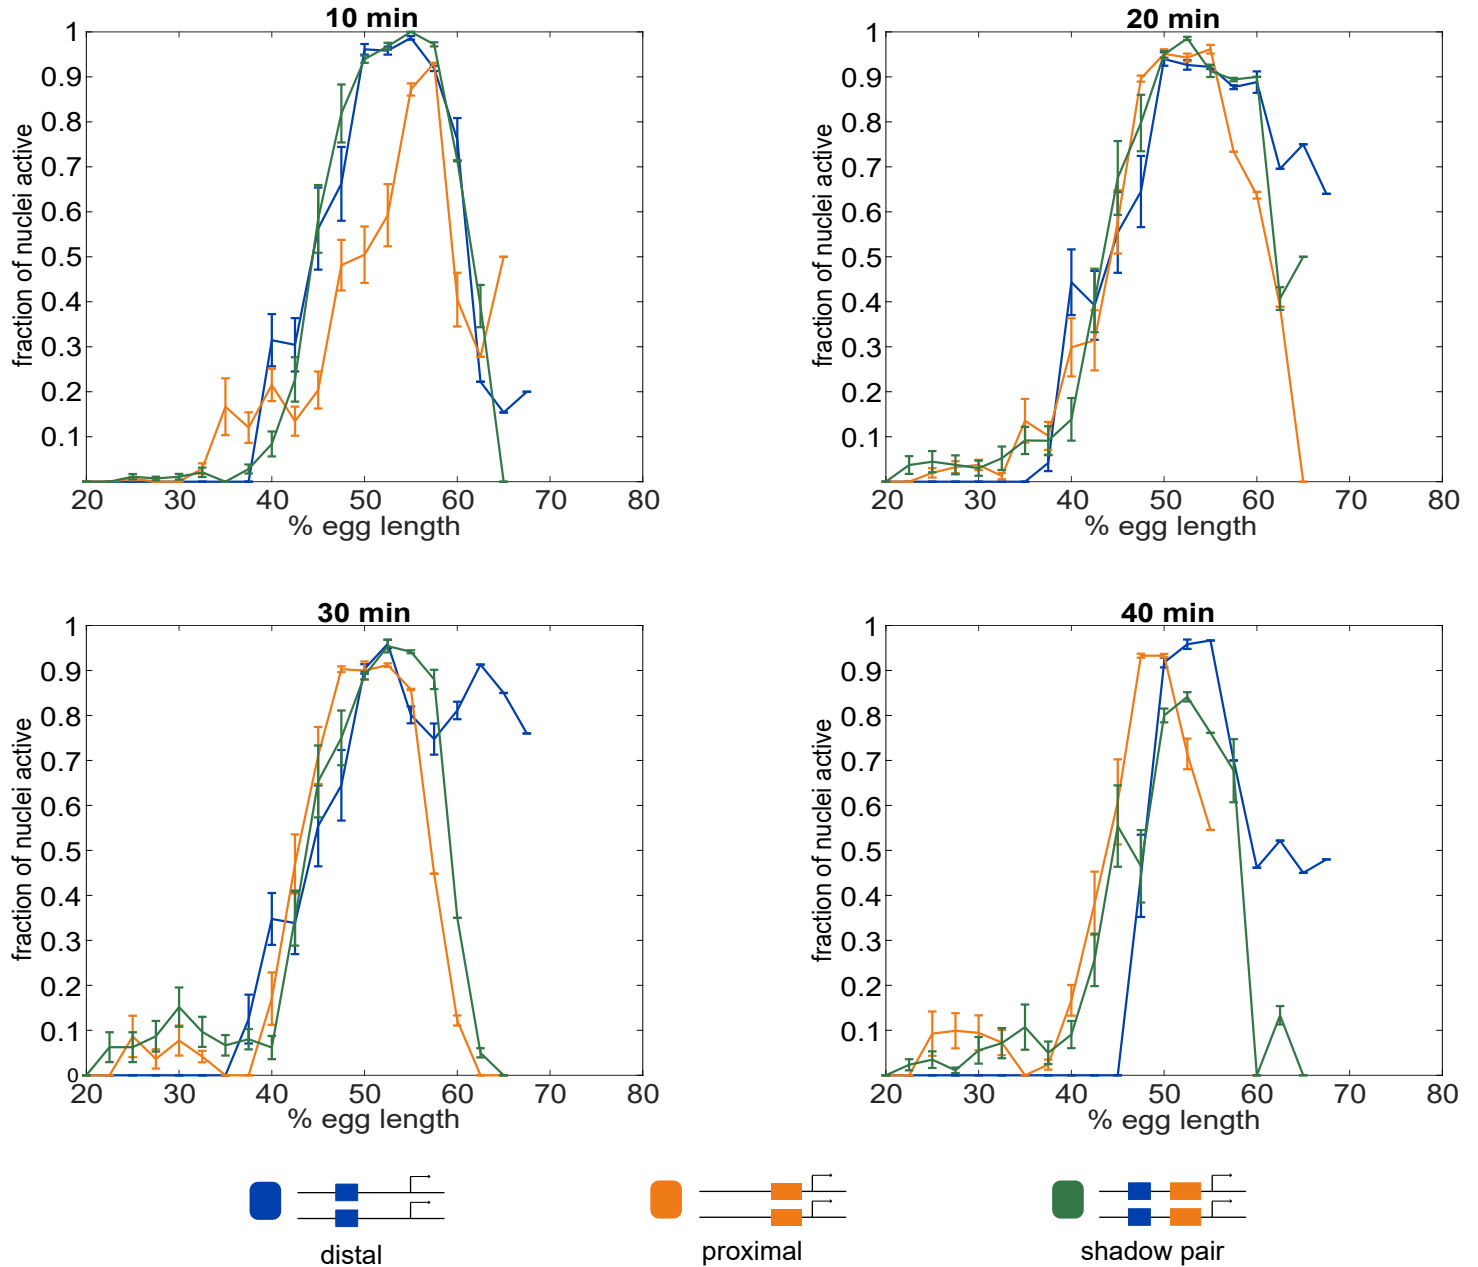 10 min
fraction of nuclei active
1
0.9
0.8
0.7
0.6
0.5
0.4
0.3
0.2
0.1
20 30 40 50 60 70 80
% egg length
20 min
fraction of nuclei active
1
0.9
0.8
0.7
0.6
0.5
0.4
0.3
0.2
0.1
20 30 40 50 60 70 80
% egg length
30 min
fraction of nuclei active
1
0.9
0.8
0.7
0.6
0.5
0.4
0.3
0.2
0.1
0
20 30 40 50 60 70 80
% egg length
40 min
fraction of nuclei active
1
0.9
0.8
0.7
0.6
0.5
0.4
0.3
0.2
0.1
20 30 40 50 60 70 80
% egg length
distal
proximal
shadow pair